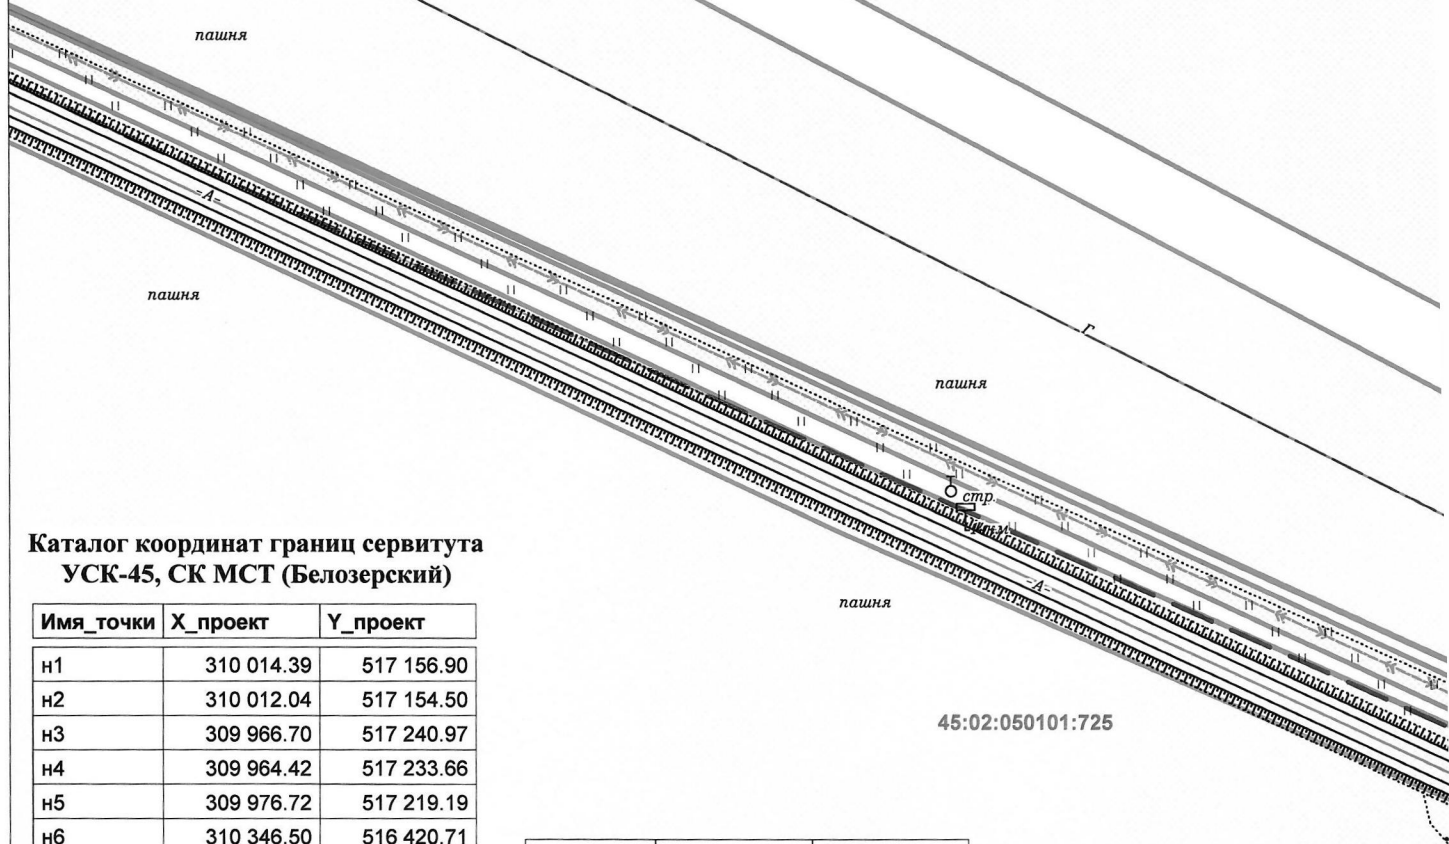 пашня
-А-
пашня
г
пашня
стр.
-А-
пашня
45:02:050101:725
Каталог координат границ сервитута
УСК-45, СК МСТ (Белозерский)
Имя_точки X_проект Y_проект
н1 310 014.39 517 156.90
н2 310 012.04 517 154.50
н3 309 966.70 517 240.97
н4 309 964.42 517 233.66
н5 309 976.72 517 219.19
н6 310 346.50 516 420.71